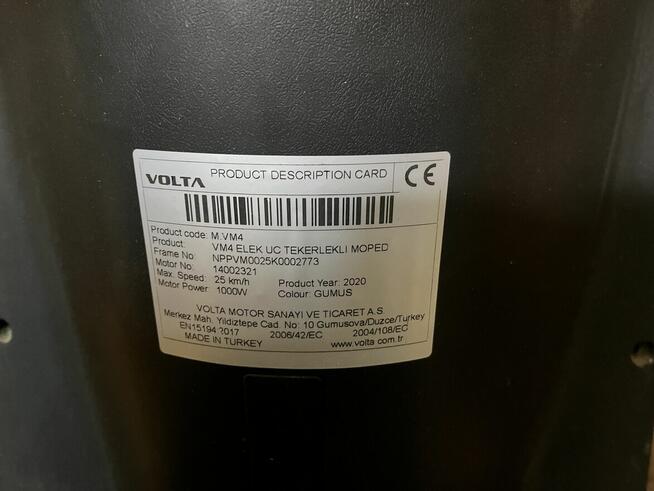 VOLTA PRODUCT DESCRIPTION CARD CE
Product code: M.VM4
Product: VM4 ELEK UC TEKERLEKLI MOPED
Frame No: NPPVM0025K0002773
Motor No: 14002321
Max. Speed: 25 km/h Product Year: 2020
Motor Power 1000W Colour: GUMUS
VOLTA MOTOR SANAYI VE TICARET A.S.
Merkez Mah. Yildiztepe Cad. No: 10 Gumusova/Duzce/Turkey
EN15194:2017 2006/42/EC 2004/108/EC
MADE IN TURKEY www.volta.com.tr